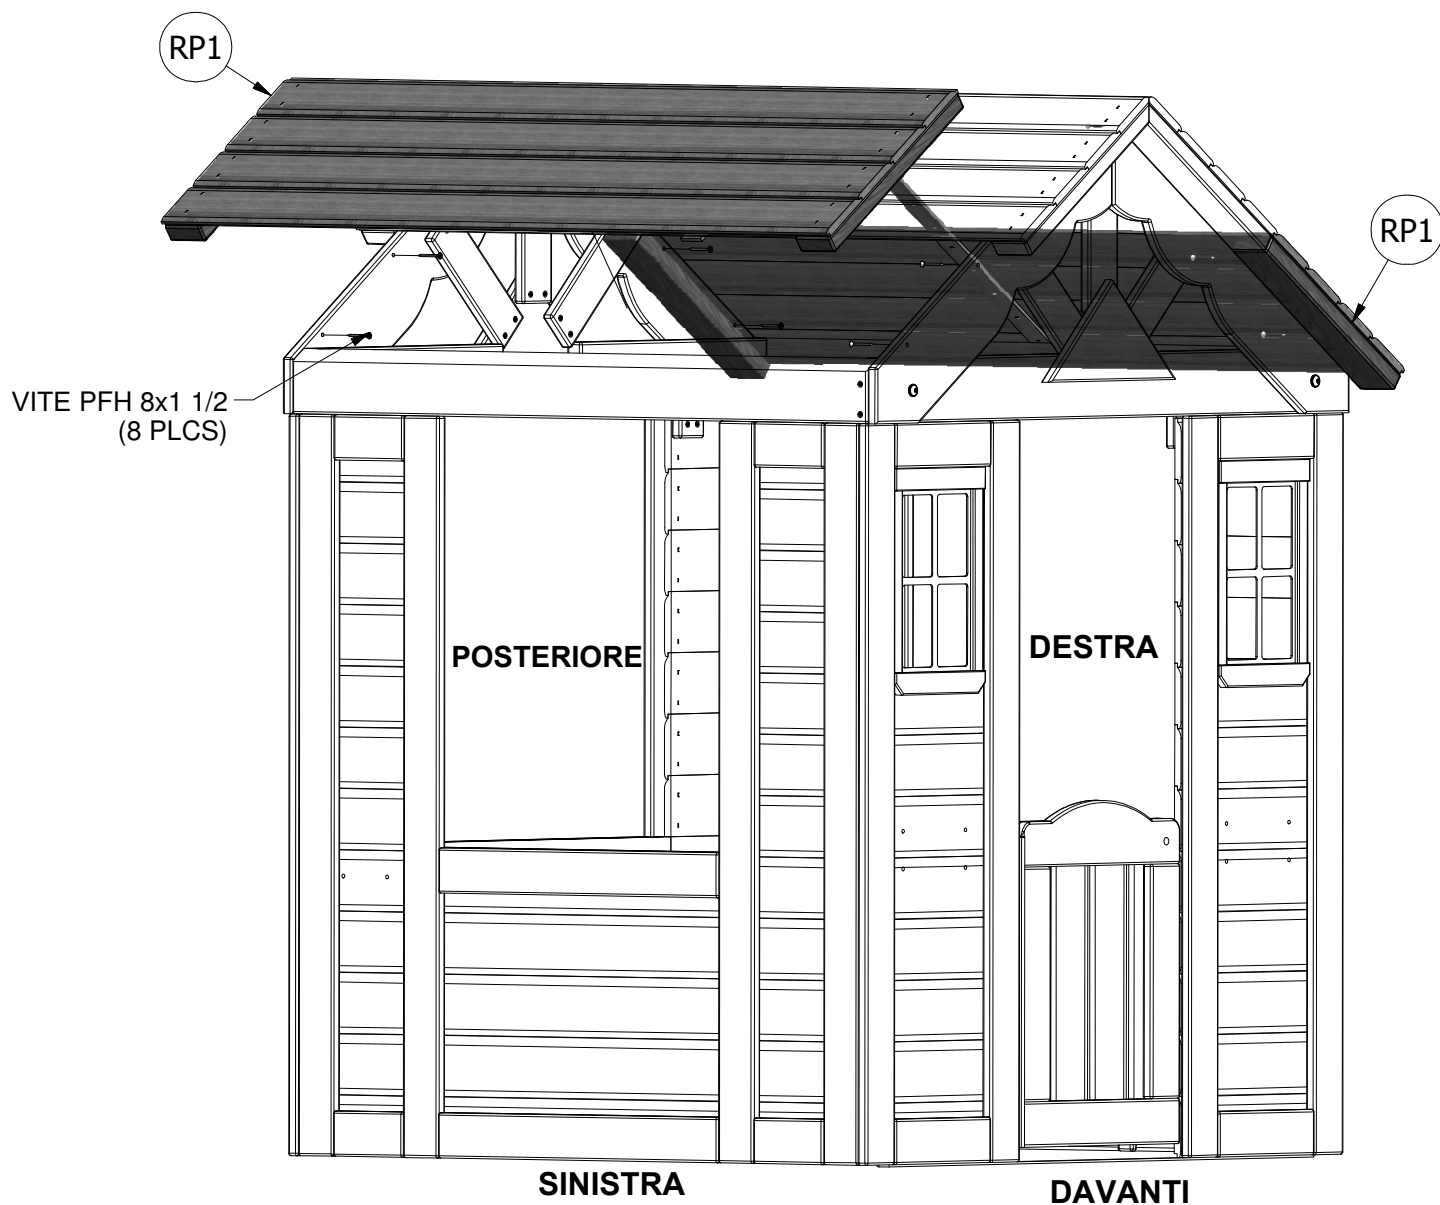 RP1
RP1
VITE PFH 8x1 1/2
(8 PLCS)
POSTERIORE
DESTRA
SINISTRA
DAVANTI